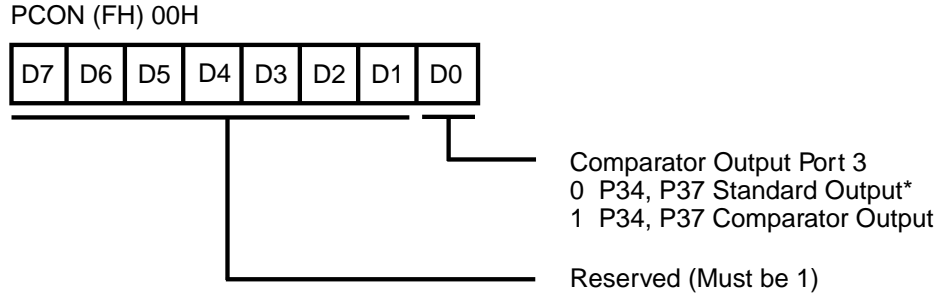 PCON (FH) 00H
D7 D6 D5 D4 D3 D2 D1 D0
Comparator Output Port 3
0 P34, P37 Standard Output*
1 P34, P37 Comparator Output
Reserved (Must be 1)